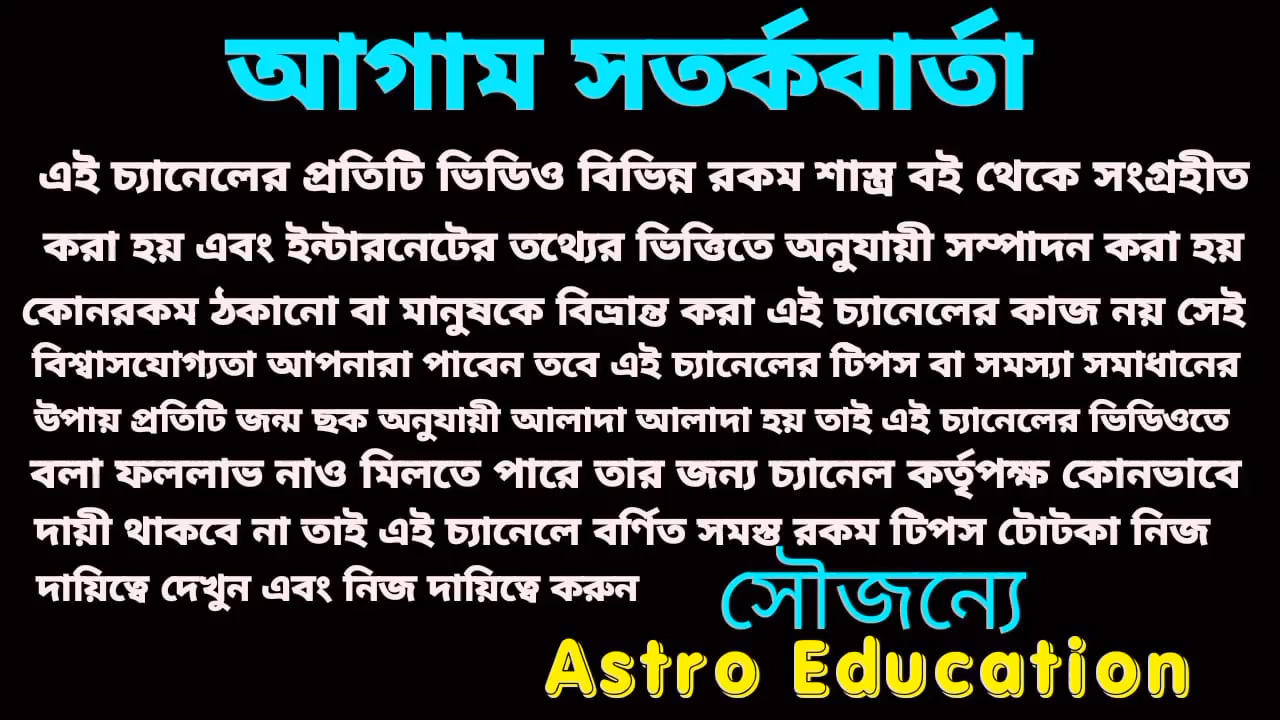 আগাম সতর্কবার্তা
এই চ্যানেলের প্রতিটি ভিডিও বিভিন্ন রকম শাস্ত্র বই থেকে সংগ্রহীত
করা হয় এবং ইন্টারনেটের তথ্যের ভিত্তিতে অনুযায়ী সম্পাদন করা হয়
কোনরকম ঠকানো বা মানুষকে বিভ্রান্ত করা এই চ্যানেলের কাজ নয় সেই
বিশ্বাসযোগ্যতা আপনারা পাবেন তবে এই চ্যানেলের টিপস বা সমস্যা সমাধানের
উপায় প্রতিটি জন্ম ছক অনুযায়ী আলাদা আলাদা হয় তাই এই চ্যানেলের ভিডিওতে
বলা ফললাভ নাও মিলতে পারে তার জন্য চ্যানেল কর্তৃপক্ষ কোনভাবে
দায়ী থাকবে না তাই এই চ্যানেলে বর্ণিত সমস্ত রকম টিপস টোটকা নিজ
দায়িত্বে দেখুন এবং নিজ দায়িত্বে করুন
সৌজন্যে
Astro Education